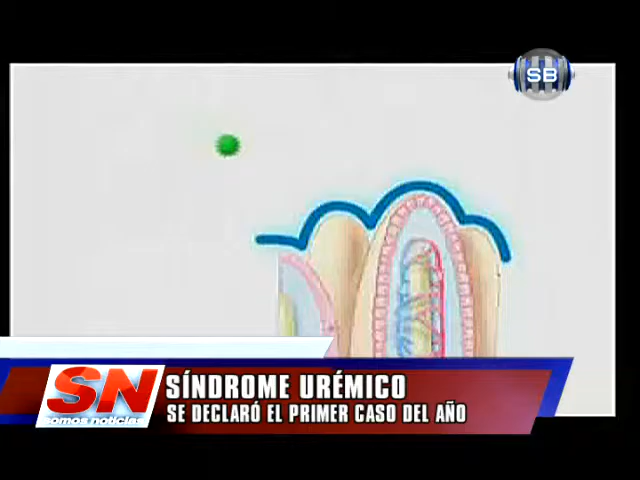 SB
SÍNDROME URÉMICO
SN
somos noticias
SE DECLARÓ EL PRIMER CASO DEL AÑO